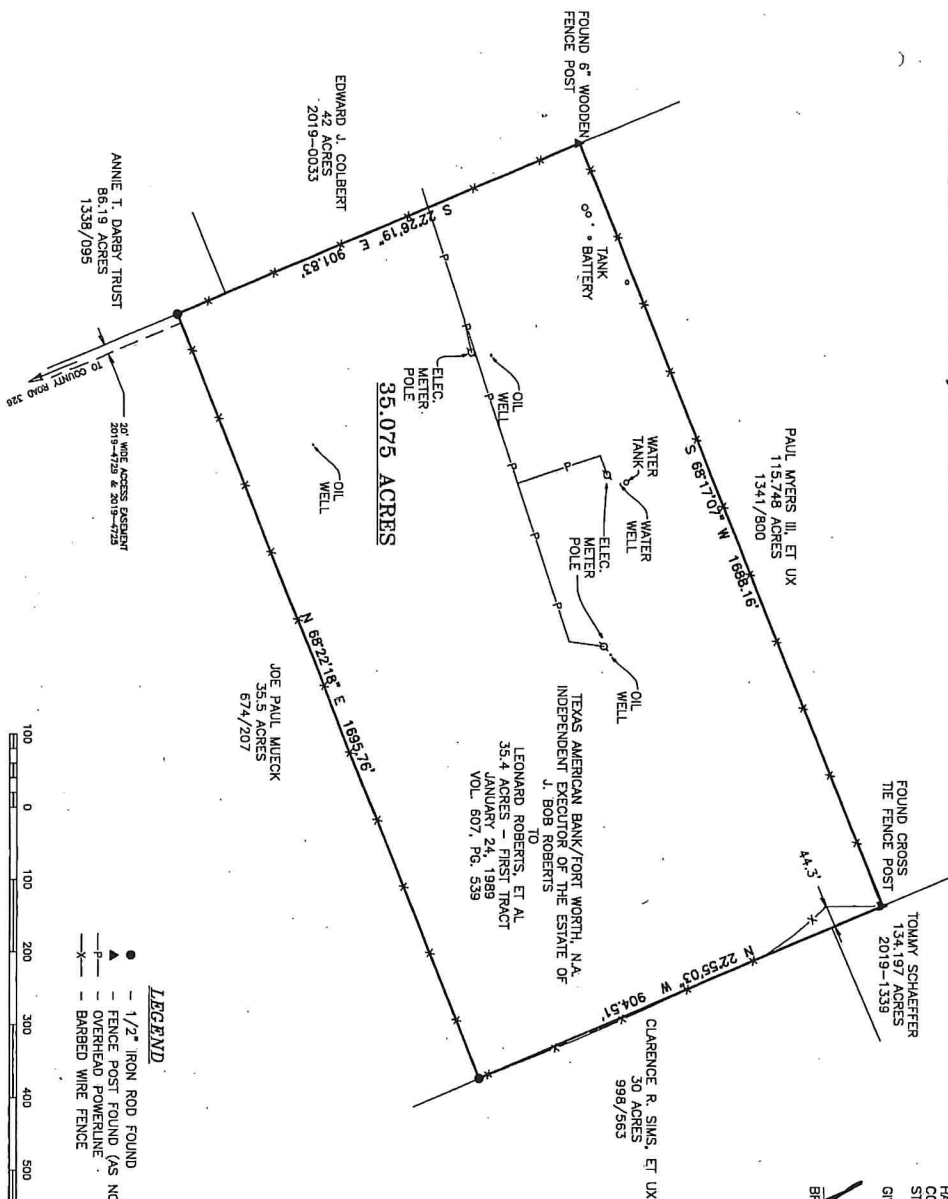 FOUND 6" WOODEN
FENCE POST
TANK
BATTERY
PAUL MYERS III, ET UX
115.748 ACRES
1341/800
S 68°17'07" W 1688.16'
FOUND CROSS
TIE FENCE POST
TOMMY SCHAEFFER
134.197 ACRES
2019-1339
44.3'
EDWARD J. COLBERT
42 ACRES
2019-0033
S 22°26'19" E 901.83'
ELEC.
METER
POLE
OIL
WELL
WATER
TANK
WATER
WELL
ELEC.
METER
POLE
OIL
WELL
35.075 ACRES
OIL
WELL
TEXAS AMERICAN BANK/FORT WORTH, N.A.
INDEPENDENT EXECUTOR OF THE ESTATE OF
J. BOB ROBERTS
TO
LEONARD ROBERTS, ET AL
35.4 ACRES - FIRST TRACT
JANUARY 24, 1989
VOL. 607, PG. 539
N 22°55'03" W 904.51'
CLARENCE R. SIMS, ET UX
30 ACRES
998/563
ANNIE T. DARBY TRUST
86.19 ACRES
1338/095
TO COUNTY ROAD 326
20' WIDE ACCESS EASEMENT
2019-4729 & 2019-4725
N 68°22'18" E 1695.76'
JOE PAUL MUECK
35.5 ACRES
674/207
LEGEND
● - 1/2" IRON ROD FOUND
▲ - FENCE POST FOUND (AS NO
—P— - OVERHEAD POWERLINE
—X— - BARBED WIRE FENCE
100 0 100 200 300 400 500